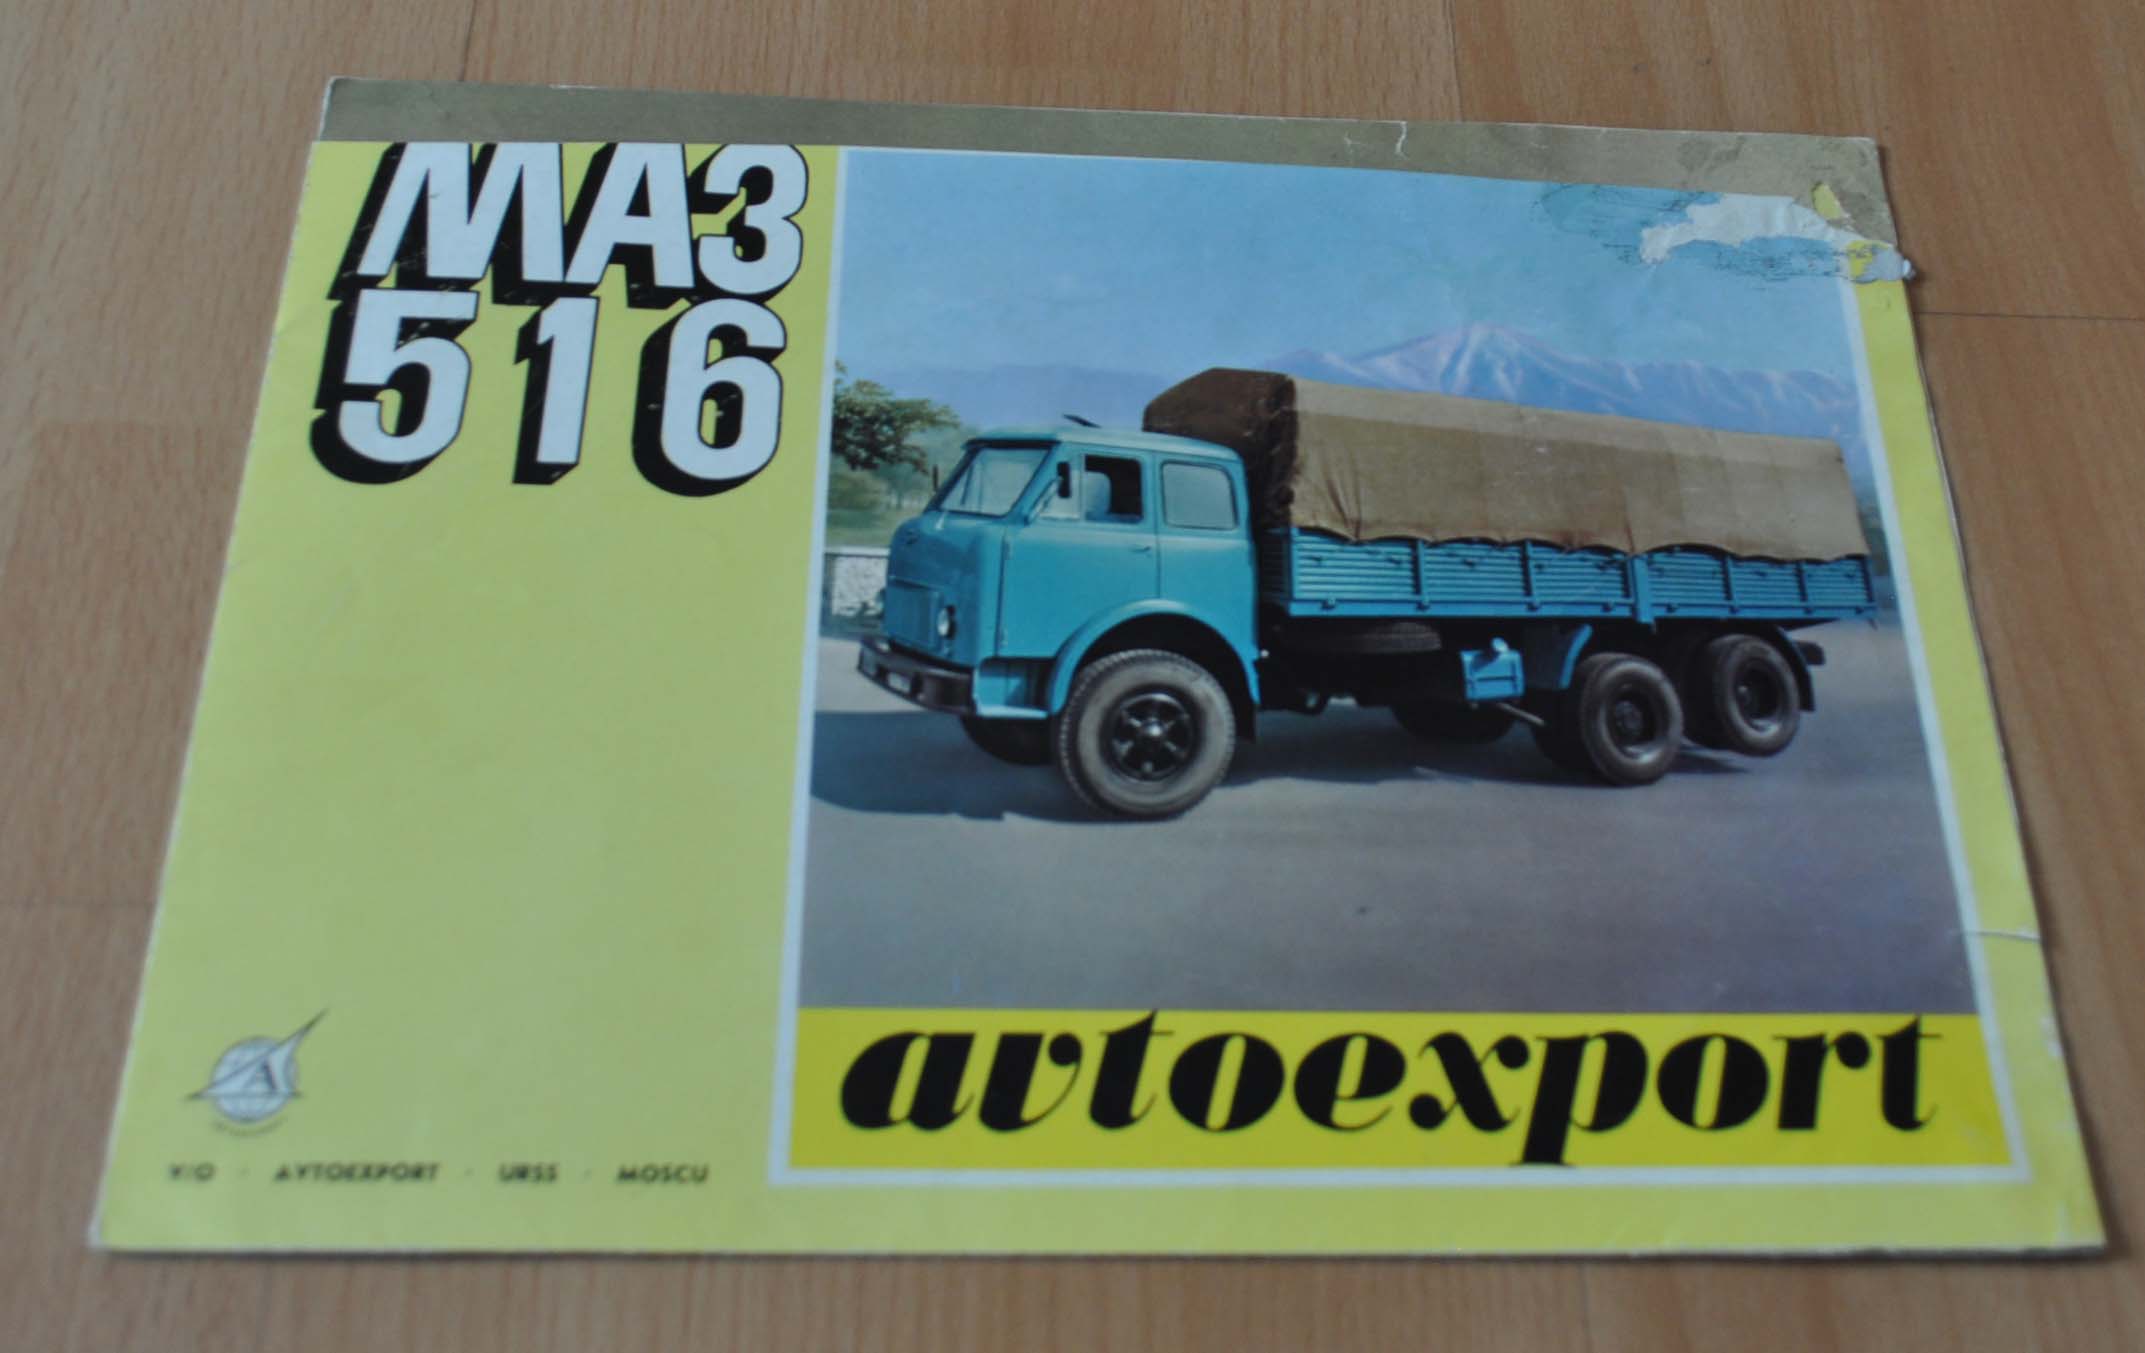 МАЗ
516
avtoexport
A
V/O · AVTOEXPORT · URSS · MOSCU